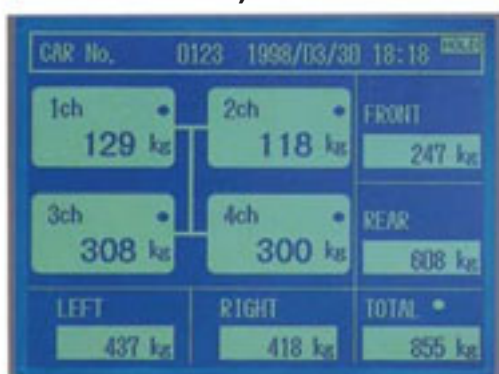 CAR No. 0123 1998/03/30 18:18 HOLD
1ch 2ch FRONT
129 kg 118 kg 247 kg
3ch 4ch REAR
308 kg 300 kg 608 kg
LEFT RIGHT TOTAL
437 kg 418 kg 855 kg